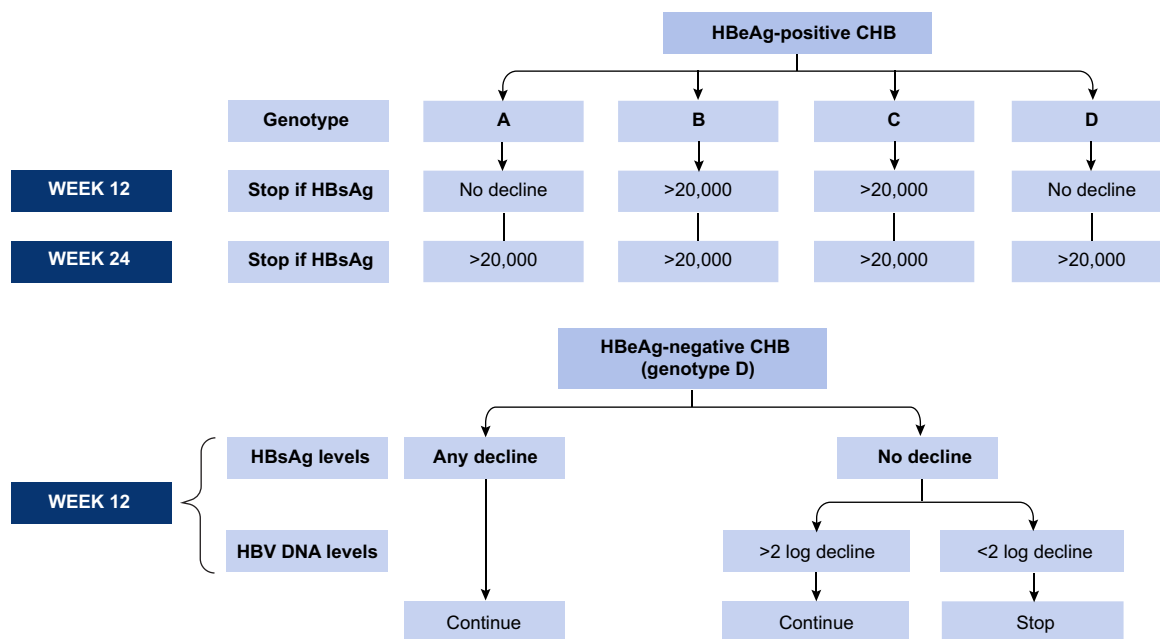 HBeAg-positive CHB
Genotype A B C D
WEEK 12 Stop if HBsAg No decline >20,000 >20,000 No decline
WEEK 24 Stop if HBsAg >20,000 >20,000 >20,000 >20,000
HBeAg-negative CHB
(genotype D)
HBsAg levels Any decline No decline
WEEK 12
HBV DNA levels >2 log decline <2 log decline
Continue Continue Stop